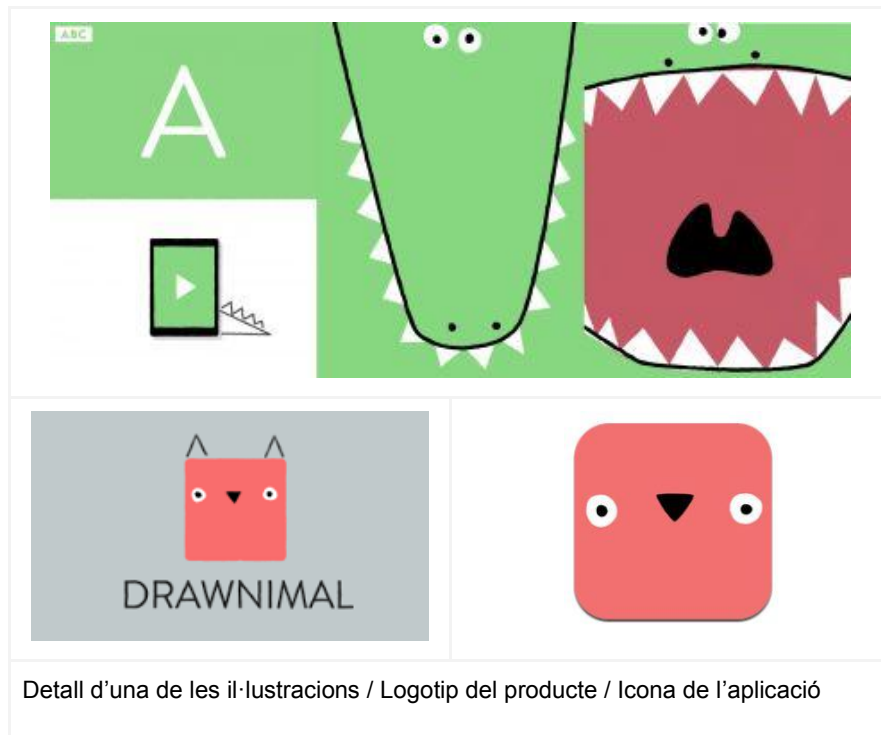 ABC
A
DRAWNIMAL
Detall d’una de les il·lustracions / Logotip del producte / Icona de l’aplicació